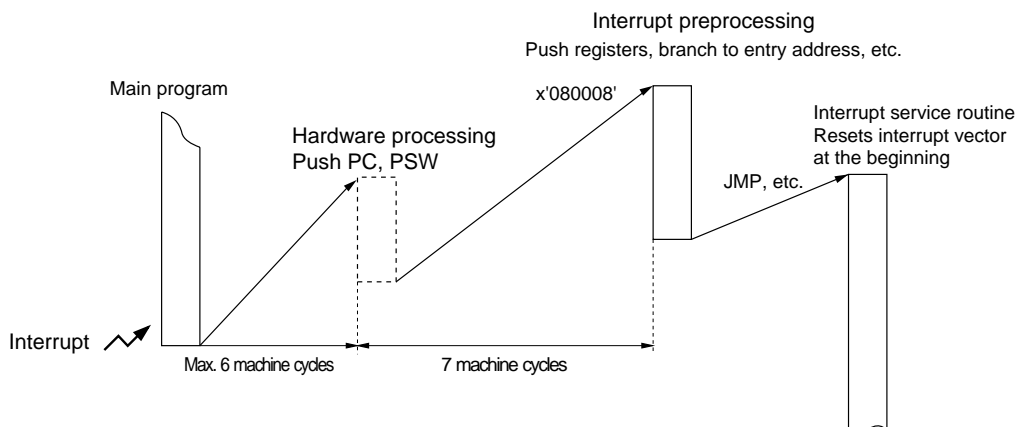 Interrupt preprocessing
Push registers, branch to entry address, etc.
Main program
x'080008'
Interrupt service routine
Resets interrupt vector
at the beginning
Hardware processing
Push PC, PSW
JMP, etc.
Interrupt
Max. 6 machine cycles
7 machine cycles